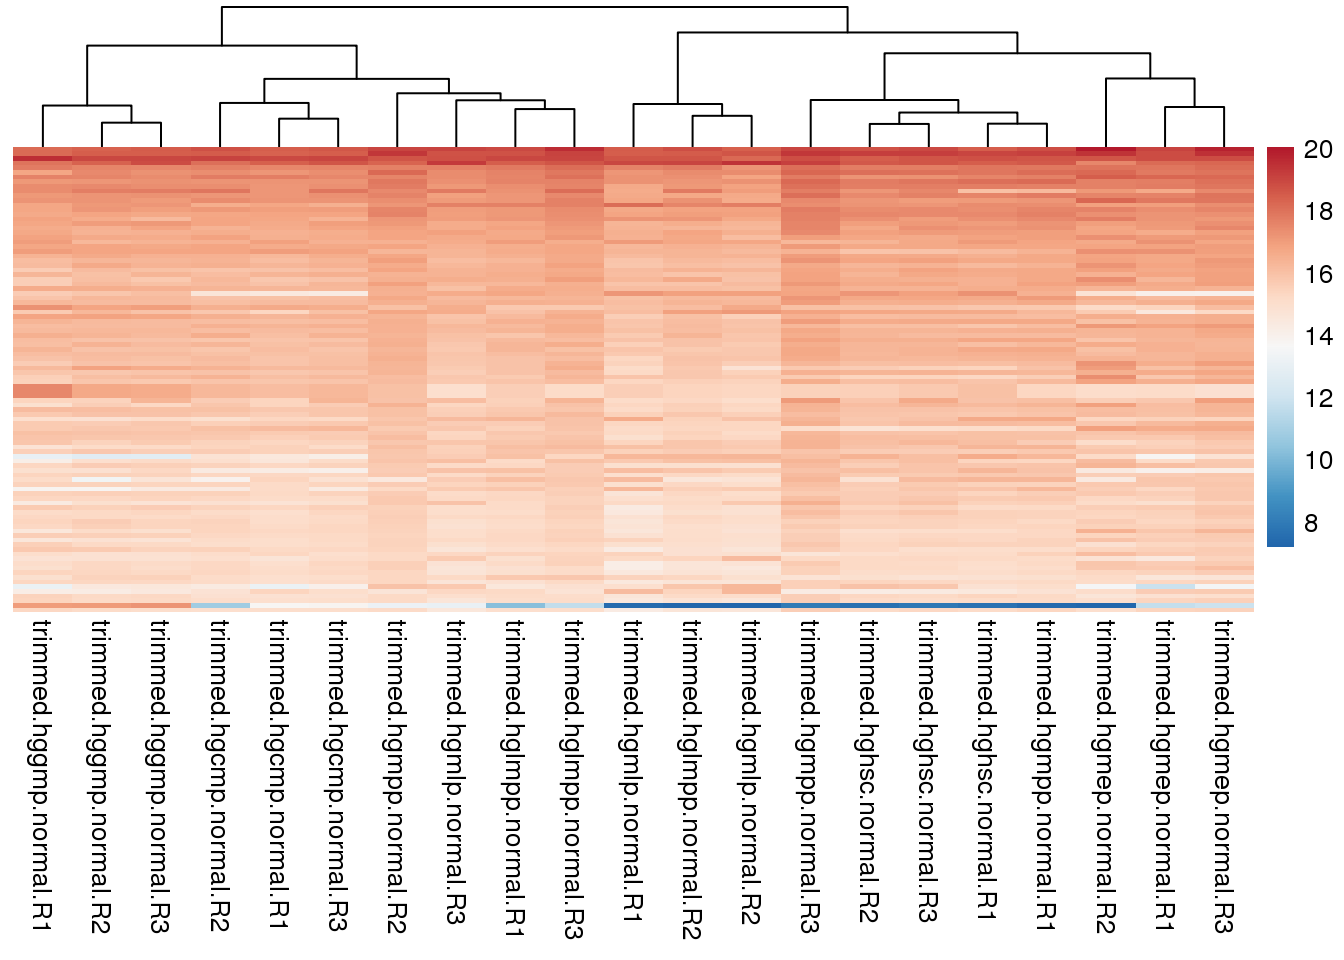 20
18
16
14
12
10
8
trimmed.hggmp.normal.R1
trimmed.hggmp.normal.R2
trimmed.hggmp.normal.R3
trimmed.hgcmp.normal.R2
trimmed.hgcmp.normal.R1
trimmed.hgcmp.normal.R3
trimmed.hgmpp.normal.R2
trimmed.hgmlp.normal.R3
trimmed.hglmpp.normal.R1
trimmed.hglmpp.normal.R3
trimmed.hgmlp.normal.R1
trimmed.hglmpp.normal.R2
trimmed.hgmlp.normal.R2
trimmed.hgmpp.normal.R3
trimmed.hghsc.normal.R2
trimmed.hghsc.normal.R3
trimmed.hghsc.normal.R1
trimmed.hgmpp.normal.R1
trimmed.hgmep.normal.R2
trimmed.hgmep.normal.R1
trimmed.hgmep.normal.R3